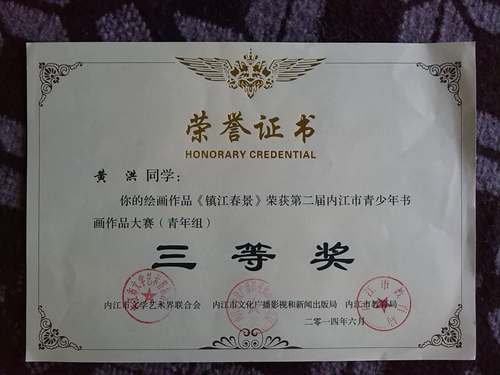 荣誉证书
HONORARY CREDENTIAL
黄 洪 同学：
你的绘画作品《镇江春景》荣获第二届内江市青少年书
画作品大赛（青年组）
三等奖
内江市文学艺术界联合会 内江市文化广播影视和新闻出版局 内江市教育局
二零一四年六月